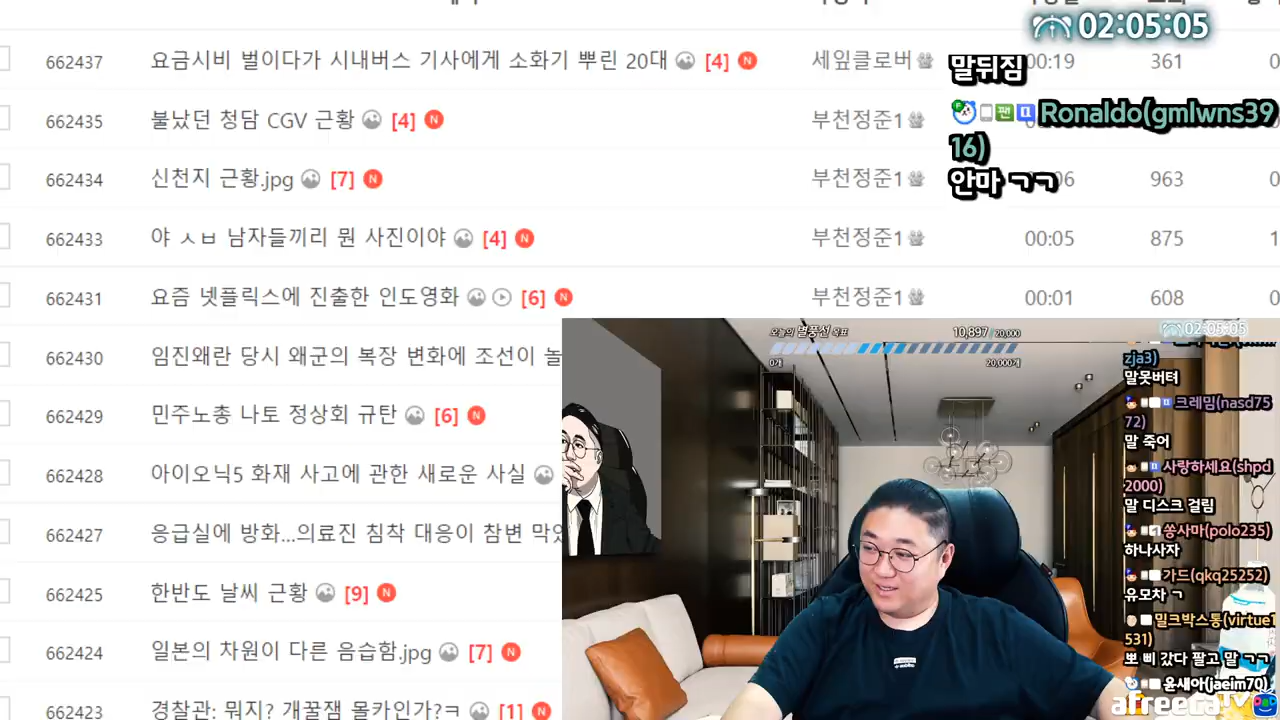 02:05:05
662437 요금시비 벌이다가 시내버스 기사에게 소화기 뿌린 20대 [4] N 세잎클로버 00:19 361 0
말뒤짐
662435 불났던 청담 CGV 근황 [4] N 부천정준1
Ronaldo(gmlwns39
16)
안마 ㄱㄱ
662434 신천지 근황.jpg [7] N 부천정준1 06 963 0
662433 야 ㅅㅂ 남자들끼리 뭔 사진이야 [4] N 부천정준1 00:05 875 1
662431 요즘 넷플릭스에 진출한 인도영화 [6] N 부천정준1 00:01 608 0
662430 임진왜란 당시 왜군의 복장 변화에 조선이 놀
662429 민주노총 나토 정상회 규탄 [6] N
662428 아이오닉5 화재 사고에 관한 새로운 사실
662427 응급실에 방화...의료진 침착 대응이 참변 막
662425 한반도 날씨 근황 [9] N
662424 일본의 차원이 다른 음습함.jpg [7] N
662423 경찰관: 뭐지? 개꿀잼 몰카인가?ㅋ [1] N
오늘의 별풍선 목표 10,897 / 20,000
0개 20,000개
02:05:05
zja3)
말못버텨
크레밈(nasd75
72)
말 죽어
사랑하세요(shpd
2000)
말 디스크 걸림
쏭사마(polo235)
하나사자
가드(qkq25252)
유모차 ㄱ
밀크박스통(virtue1
531)
뽀삐 갔다 팔고 말 ㄱㄱ
윤세아(jaeim70)
afreecaTV